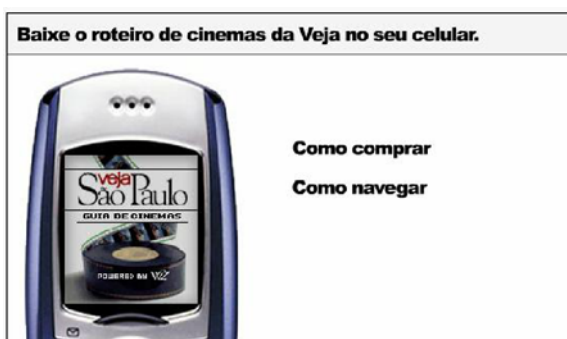 Baixe o roteiro de cinemas da Veja no seu celular.
veja
São Paulo
GUIA DE CINEMAS
POWERED BY
Como comprar
Como navegar